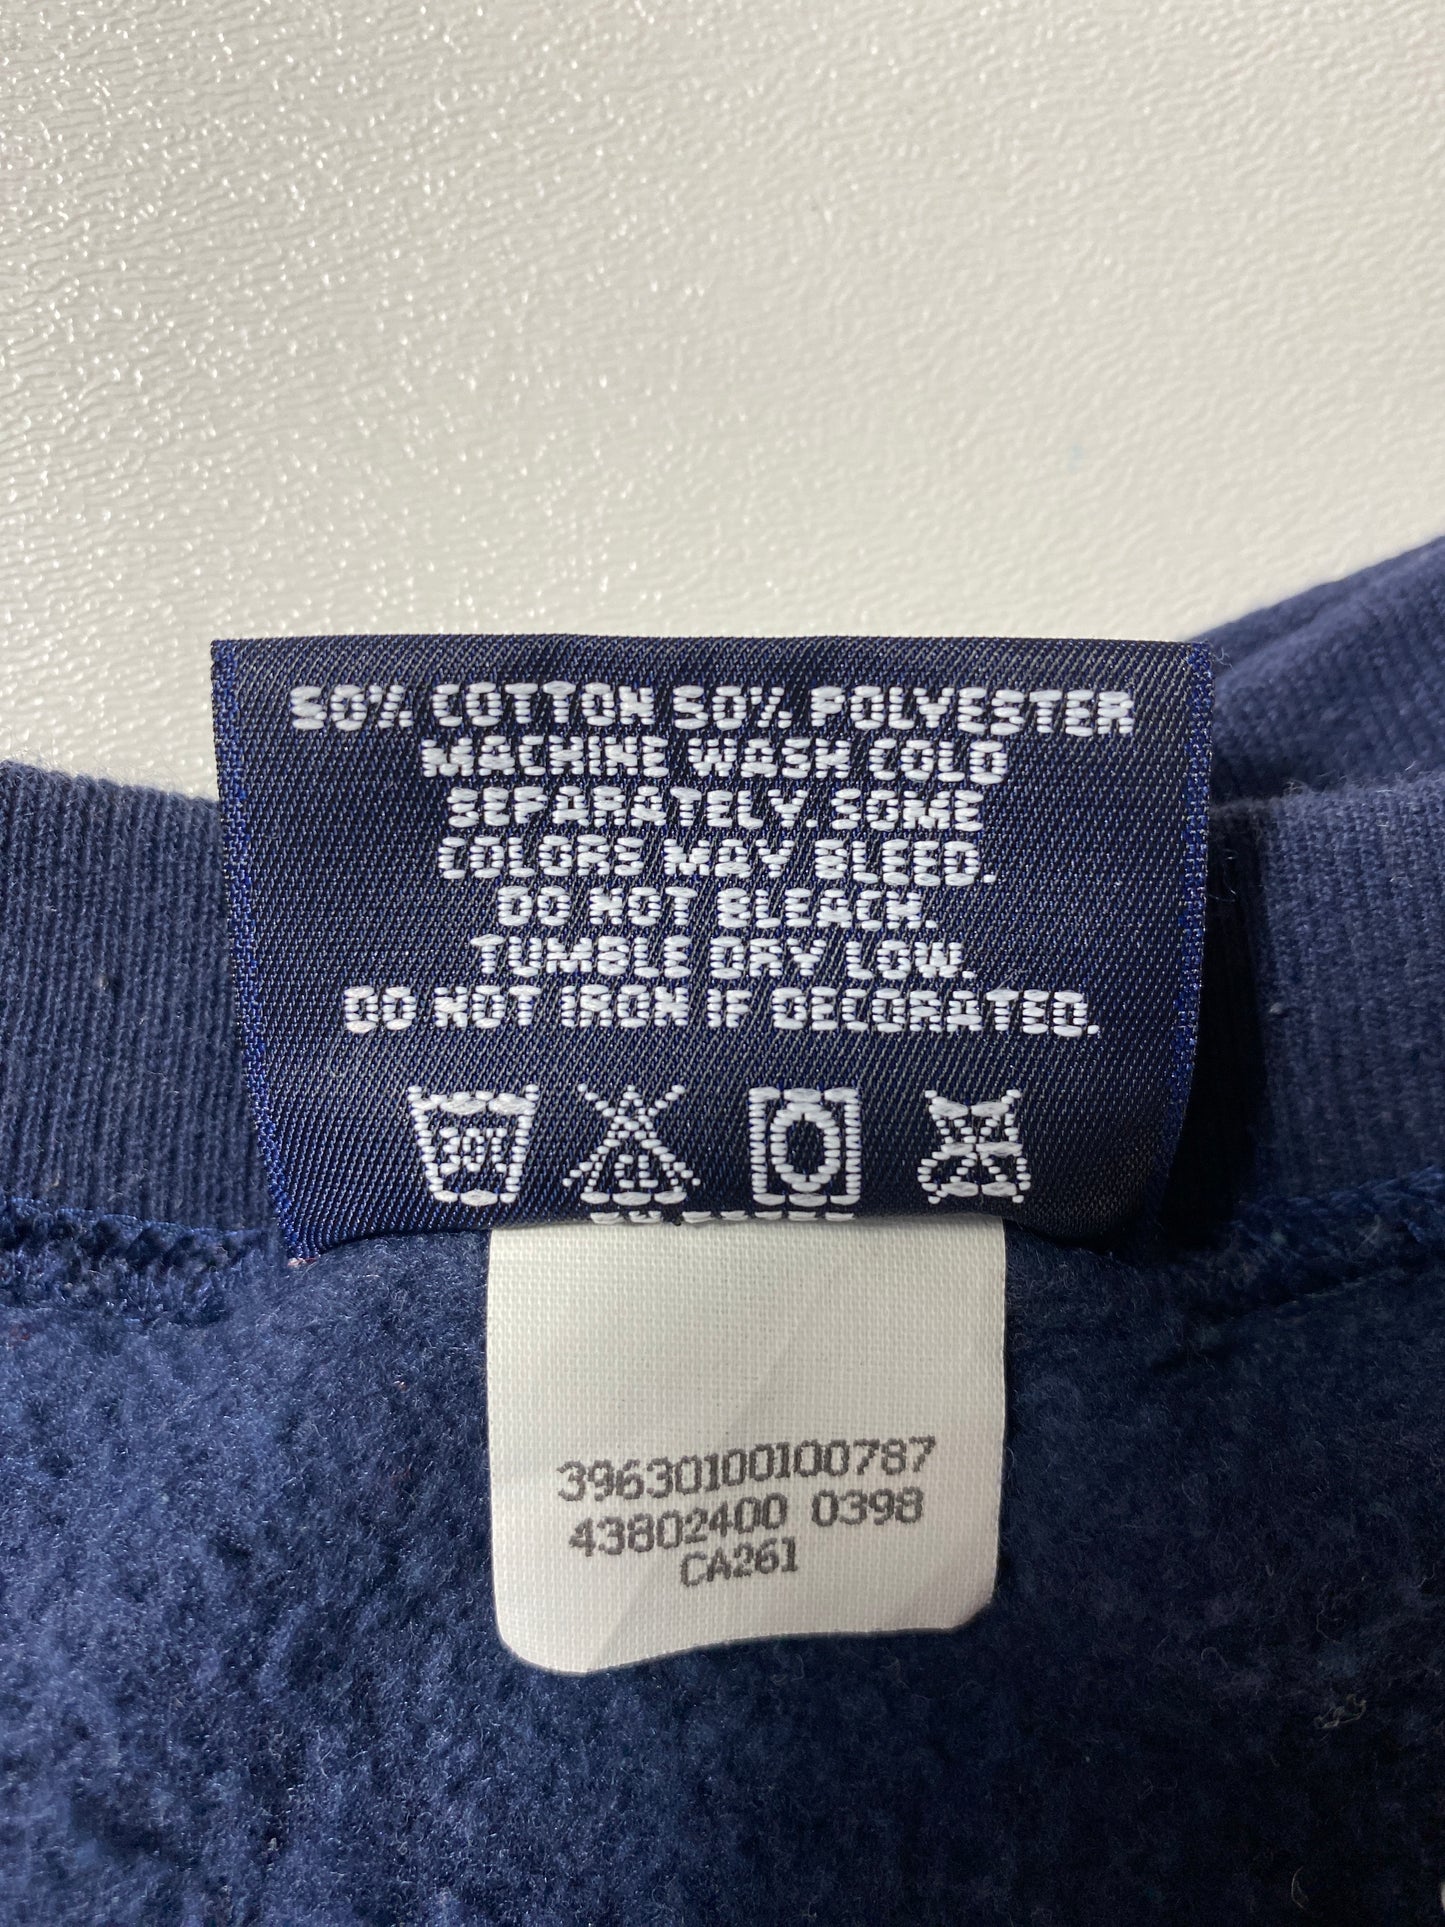 50% COTTON 50% POLYESTER
MACHINE WASH COLD
SEPARATELY SOME
COLORS MAY BLEED.
DO NOT BLEACH.
TUMBLE DRY LOW.
DO NOT IRON IF DECORATED.
CL
39630100100787
43802400 0398
CA261